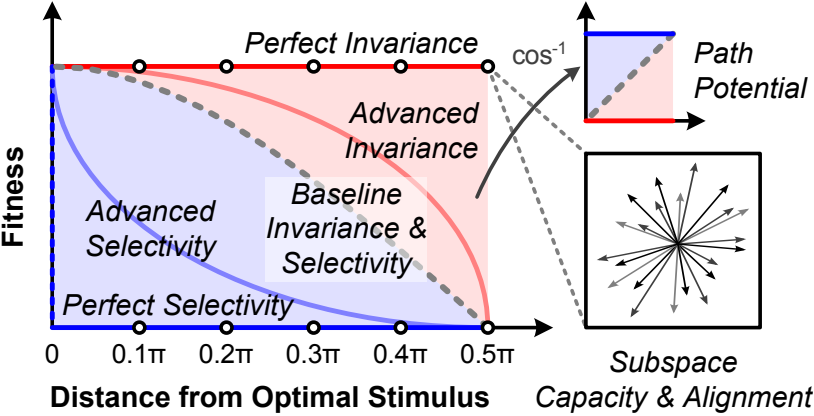 Perfect Invariance
cos⁻¹
Path
Potential
Advanced
Invariance
Fitness
Baseline
Invariance &
Selectivity
Advanced
Selectivity
Perfect Selectivity
0
0.1π
0.2π
0.3π
0.4π
0.5π
Distance from Optimal Stimulus
Subspace
Capacity & Alignment